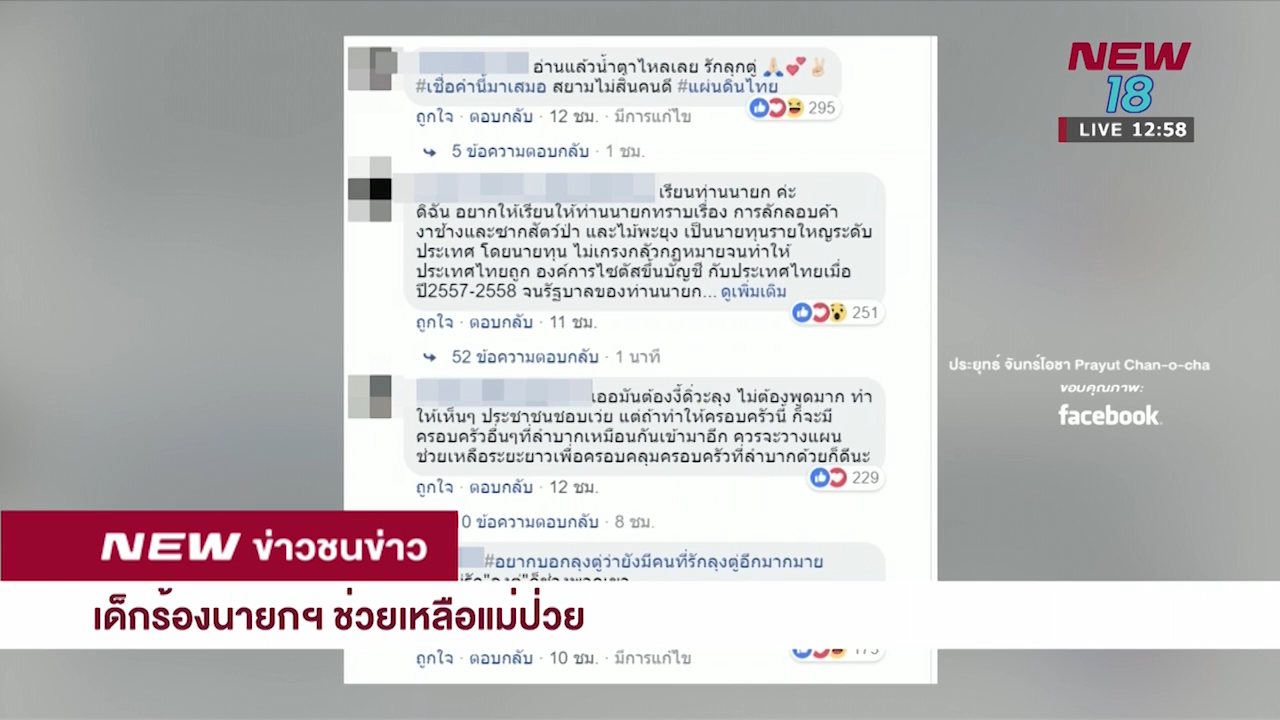 NEW
18
LIVE 12:58
อ่านแล้วน้ำตาไหลเลย รักลุกตู่ 🙏💕✌
#เชื่อคำนี้มาเสมอ สยามไม่สิ้นคนดี #แผ่นดินไทย
295
ถูกใจ · ตอบกลับ · 12 ชม. · มีการแก้ไข
5 ข้อความตอบกลับ · 1 ชม.
เรียนท่านนายก ค่ะ
ดิฉัน อยากให้เรียนให้ท่านนายกทราบเรื่อง การลักลอบค้า
งาช้างและซากสัตว์ป่า และไม้พะยุง เป็นนายทุนรายใหญระดับ
ประเทศ โดยนายทุน ไม่เกรงกลัวกฎหมายจนทำให้
ประเทศไทยถูก องค์การไซตัสขึ้นบัญชี กับประเทศไทยเมื่อ
ปี2557-2558 จนรัฐบาลของท่านนายก... ดูเพิ่มเติม
251
ถูกใจ · ตอบกลับ · 11 ชม.
52 ข้อความตอบกลับ · 1 นาที
เออมันต้องงี้ดิ่วะลุง ไม่ต้องพูดมาก ทำ
ให้เห็นๆ ประชาชนชอบเว่ย แต่ถ้าทำให้ครอบครัวนี้ ก็จะมี
ครอบครัวอื่นๆที่ลำบากเหมือนกันเข้ามาอีก ควรจะวางแผน
ช่วยเหลือระยะยาวเพื่อครอบคลุมครอบครัวที่ลำบากด้วยก็ดีนะ
229
ถูกใจ · ตอบกลับ · 12 ชม.
0 ข้อความตอบกลับ · 8 ชม.
#อยากบอกลุงตู่ว่ายังมีคนที่รักลุงตู่อีกมากมาย
ถูกใจ · ตอบกลับ · 10 ชม. · มีการแก้ไข
ประยุทธ์ จันทร์โอชา Prayut Chan-o-cha
ขอบคุณภาพ:
facebook.
NEW ข่าวชนข่าว
เด็กร้องนายกฯ ช่วยเหลือแม่ป่วย